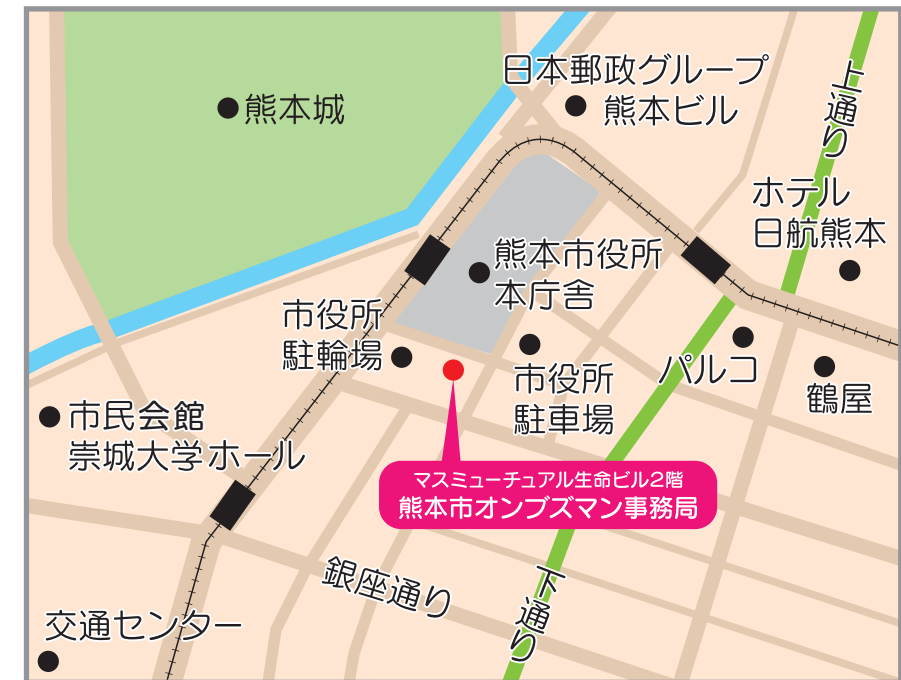 日本郵政グループ
熊本ビル
上通り
熊本城
ホテル
日航熊本
熊本市役所
本庁舎
市役所
駐輪場
市役所
駐車場
パルコ
鶴屋
市民会館
崇城大学ホール
マスミューチュアル生命ビル2階
熊本市オンブズマン事務局
銀座通り
下通り
交通センター